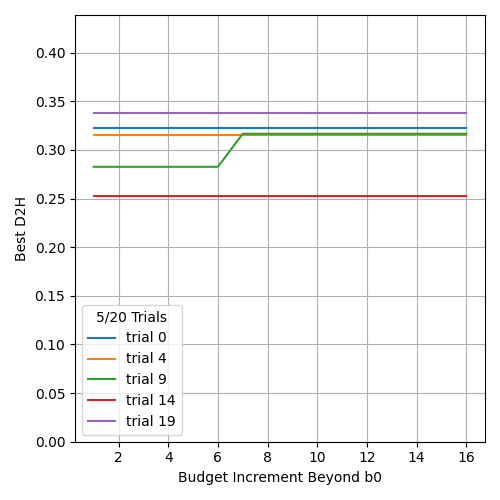 0.40
0.35
0.30
0.25
0.20
0.15
0.10
0.05
0.00
Best D2H
5/20 Trials
trial 0
trial 4
trial 9
trial 14
trial 19
2 4 6 8 10 12 14 16
Budget Increment Beyond b0